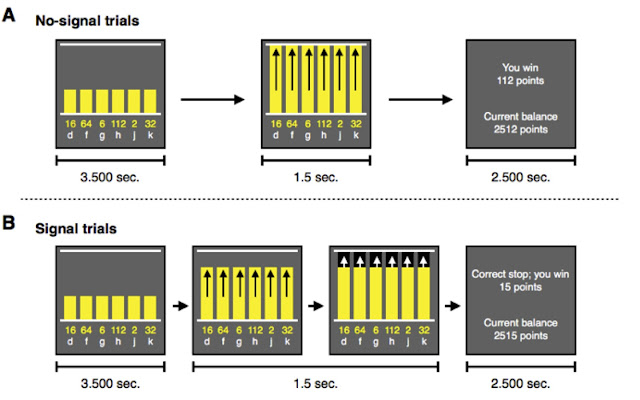 A
No-signal trials
16 64 6 112 2 32
d f g h j k
16 64 6 112 2 32
d f g h j k
You win
112 points
Current balance
2512 points
3.500 sec.
1.5 sec.
2.500 sec.
B
Signal trials
16 64 6 112 2 32
d f g h j k
16 64 6 112 2 32
d f g h j k
16 64 6 112 2 32
d f g h j k
Correct stop; you win
15 points
Current balance
2515 points
3.500 sec.
1.5 sec.
2.500 sec.